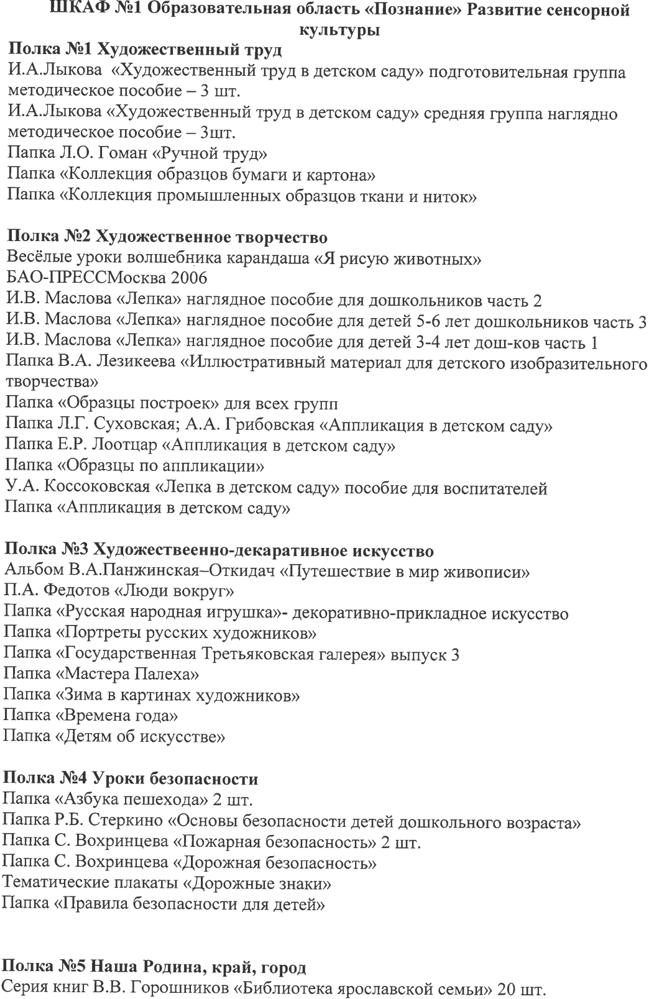 ШКАФ №1 Образовательная область «Познание» Развитие сенсорной
культуры
Полка №1 Художественный труд
И.А.Лыкова «Художественный труд в детском саду» подготовительная группа
методическое пособие – 3 шт.
И.А.Лыкова «Художественный труд в детском саду» средняя группа наглядно
методическое пособие – 3шт.
Папка Л.О. Гоман «Ручной труд»
Папка «Коллекция образцов бумаги и картона»
Папка «Коллекция промышленных образцов ткани и ниток»
Полка №2 Художественное творчество
Весёлые уроки волшебника карандаша «Я рисую животных»
БАО-ПРЕССМосква 2006
И.В. Маслова «Лепка» наглядное пособие для дошкольников часть 2
И.В. Маслова «Лепка» наглядное пособие для детей 5-6 лет дошкольников часть 3
И.В. Маслова «Лепка» наглядное пособие для детей 3-4 лет дош-ков часть 1
Папка В.А. Лезикеева «Иллюстративный материал для детского изобразительного
творчества»
Папка «Образцы построек» для всех групп
Папка Л.Г. Суховская; А.А. Грибовская «Аппликация в детском саду»
Папка Е.Р. Лоотцар «Аппликация в детском саду»
Папка «Образцы по аппликации»
У.А. Коссоковская «Лепка в детском саду» пособие для воспитателей
Папка «Аппликация в детском саду»
Полка №3 Художествеенно-декаративное искусство
Альбом В.А.Панжинская–Откидач «Путешествие в мир живописи»
П.А. Федотов «Люди вокруг»
Папка «Русская народная игрушка»- декоративно-прикладное искусство
Папка «Портреты русских художников»
Папка «Государственная Третьяковская галерея» выпуск 3
Папка «Мастера Палеха»
Папка «Зима в картинах художников»
Папка «Времена года»
Папка «Детям об искусстве»
Полка №4 Уроки безопасности
Папка «Азбука пешехода» 2 шт.
Папка Р.Б. Стеркино «Основы безопасности детей дошкольного возраста»
Папка С. Вохринцева «Пожарная безопасность» 2 шт.
Папка С. Вохринцева «Дорожная безопасность»
Тематические плакаты «Дорожные знаки»
Папка «Правила безопасности для детей»
Полка №5 Наша Родина, край, город
Серия книг В.В. Горошников «Библиотека ярославской семьи» 20 шт.